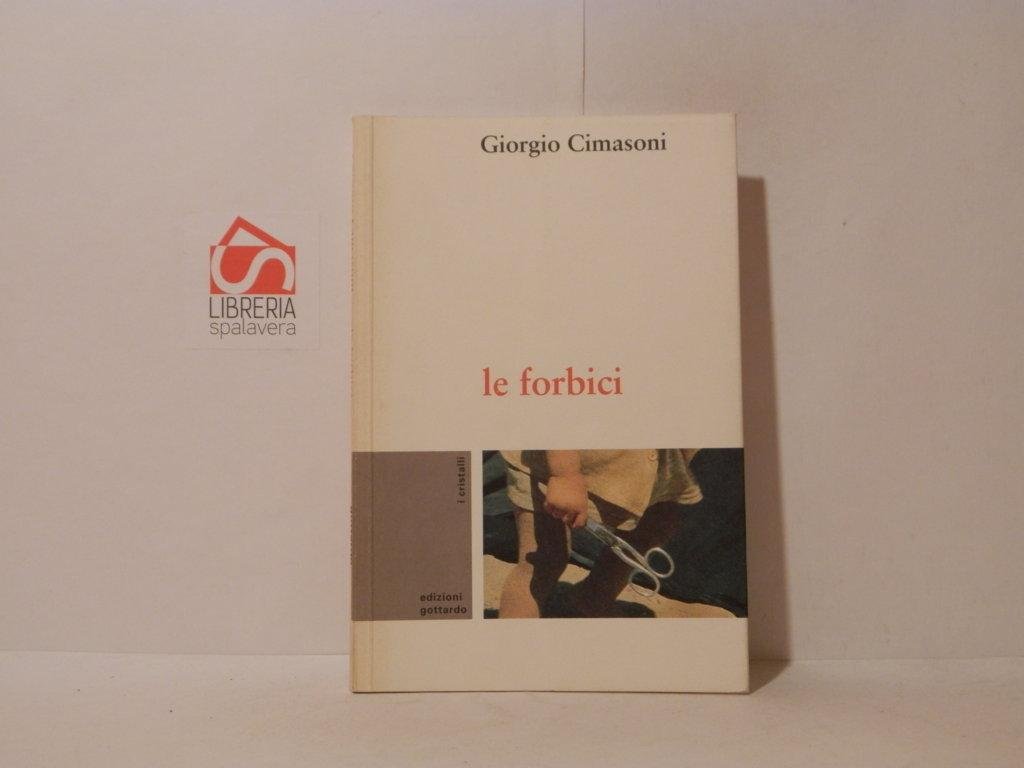 Giorgio Cimasoni
LIBRERIA
spalavera
le forbici
i cristalli
edizioni
gottardo